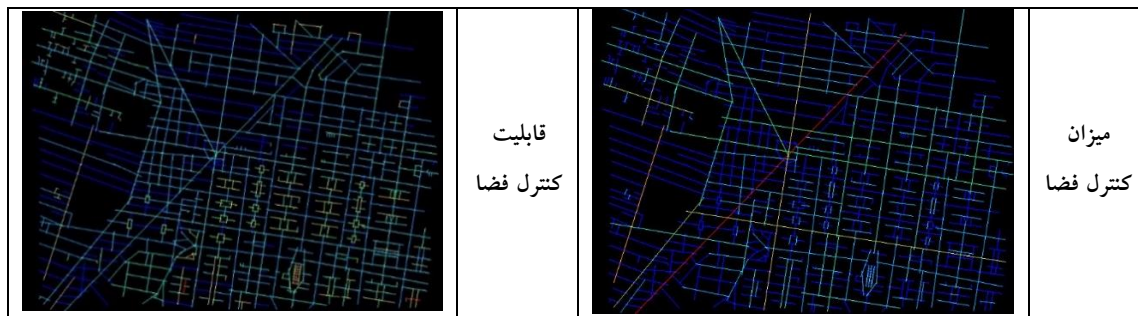 میزان
کنترل فضا
قابلیت
کنترل فضا